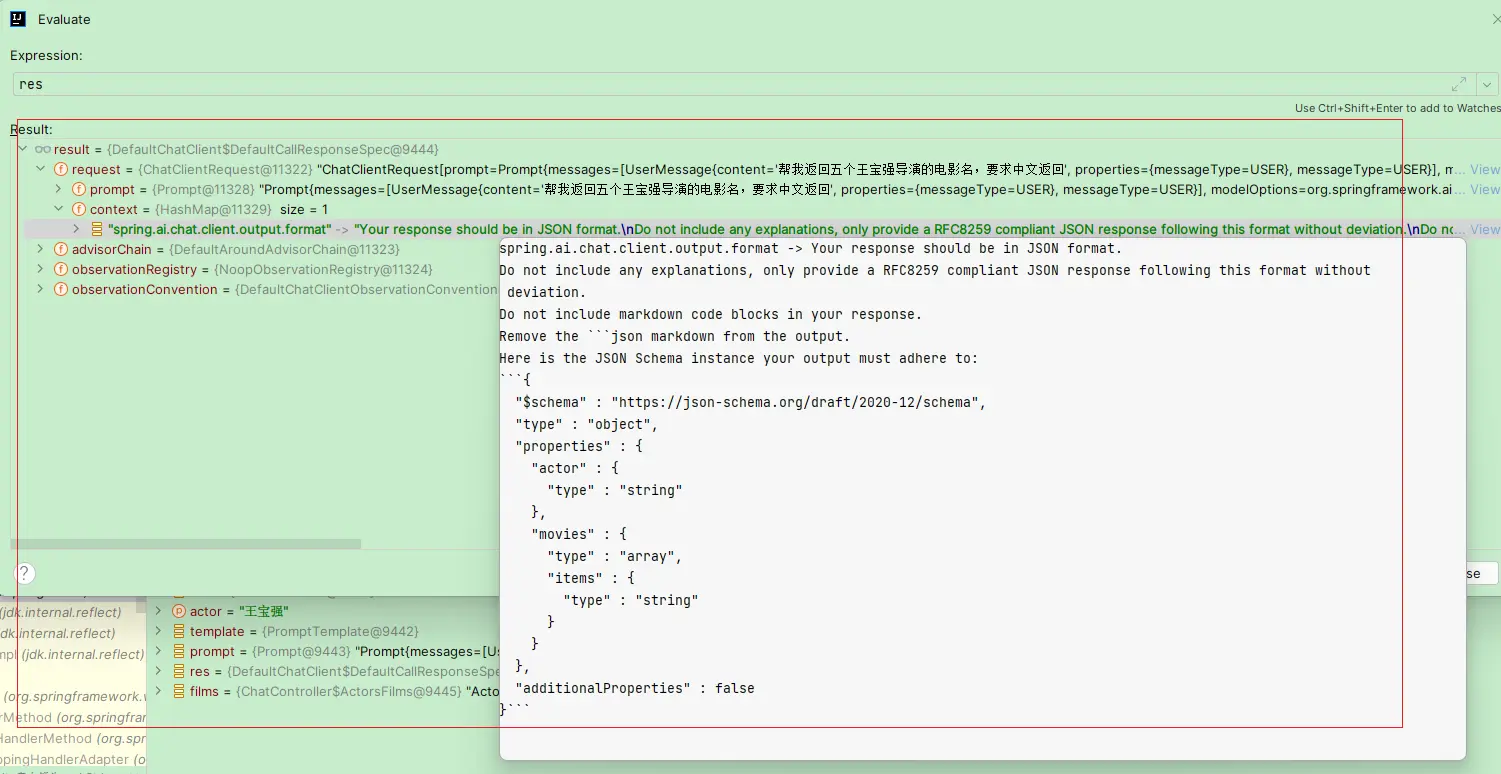 Evaluate
Expression:
res
Use Ctrl+Shift+Enter to add to Watches
Result:
result = {DefaultChatClient$DefaultCallResponseSpec@9444}
request = {ChatClientRequest@11322} "ChatClientRequest[prompt=Prompt{messages=[UserMessage{content='帮我返回五个王宝强导演的电影名，要求中文返回', properties={messageType=USER}, messageType=USER}], m... View
prompt = {Prompt@11328} "Prompt{messages=[UserMessage{content='帮我返回五个王宝强导演的电影名，要求中文返回', properties={messageType=USER}, messageType=USER}], modelOptions=org.springframework.ai... View
context = {HashMap@11329} size = 1
"spring.ai.chat.client.output.format" -> "Your response should be in JSON format.\nDo not include any explanations, only provide a RFC8259 compliant JSON response following this format without deviation.\nDo no... View
advisorChain = {DefaultAroundAdvisorChain@11323}
observationRegistry = {NoopObservationRegistry@11324}
observationConvention = {DefaultChatClientObservationConvention
spring.ai.chat.client.output.format -> Your response should be in JSON format.
Do not include any explanations, only provide a RFC8259 compliant JSON response following this format without
deviation.
Do not include markdown code blocks in your response.
Remove the ```json markdown from the output.
Here is the JSON Schema instance your output must adhere to:
```{
"$schema" : "https://json-schema.org/draft/2020-12/schema",
"type" : "object",
"properties" : {
"actor" : {
"type" : "string"
},
"movies" : {
"type" : "array",
"items" : {
"type" : "string"
}
}
},
"additionalProperties" : false
}```
?
se
(jdk.internal.reflect)
dk.internal.reflect)
mpl (jdk.internal.reflect)
(org.springframework.w
rMethod (org.springfran
HandlerMethod (org.spr
ppingHandlerAdapter (o
actor = "王宝强"
template = {PromptTemplate@9442}
prompt = {Prompt@9443} "Prompt{messages=[Us
res = {DefaultChatClient$DefaultCallResponseSpe
films = {ChatController$ActorsFilms@9445} "Acto